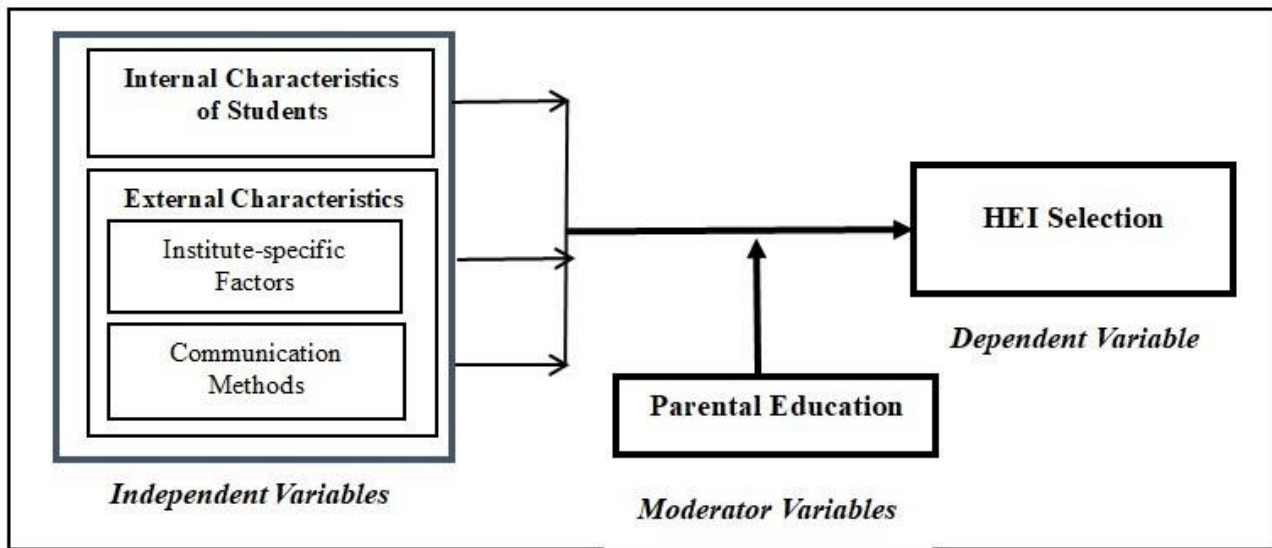 Internal Characteristics
of Students
External Characteristics
Institute-specific
Factors
Communication
Methods
Independent Variables
HEI Selection
Dependent Variable
Parental Education
Moderator Variables